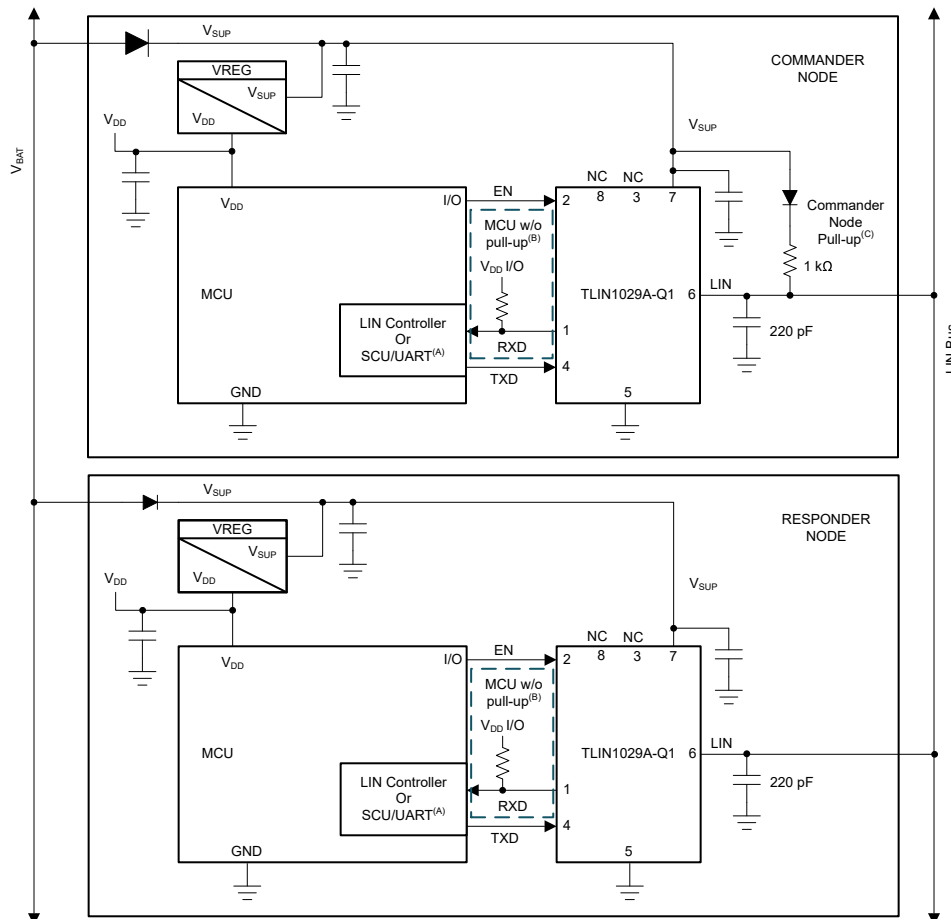 V_BAT
V_SUP
COMMANDER
NODE
VREG
V_SUP
V_DD
V_DD
V_SUP
V_DD
I/O
EN
2
NC
8
NC
3
7
MCU w/o
pull-up(B)
V_DD I/O
Commander
Node
Pull-up(C)
1 kΩ
MCU
TLIN1029A-Q1
6
LIN
LIN Controller
Or
SCU/UART(A)
1
RXD
4
TXD
220 pF
GND
5
LIN Bus
V_SUP
RESPONDER
NODE
VREG
V_SUP
V_DD
V_DD
V_SUP
V_DD
I/O
EN
2
NC
8
NC
3
7
MCU w/o
pull-up(B)
V_DD I/O
MCU
TLIN1029A-Q1
6
LIN
LIN Controller
Or
SCU/UART(A)
1
RXD
4
TXD
220 pF
GND
5